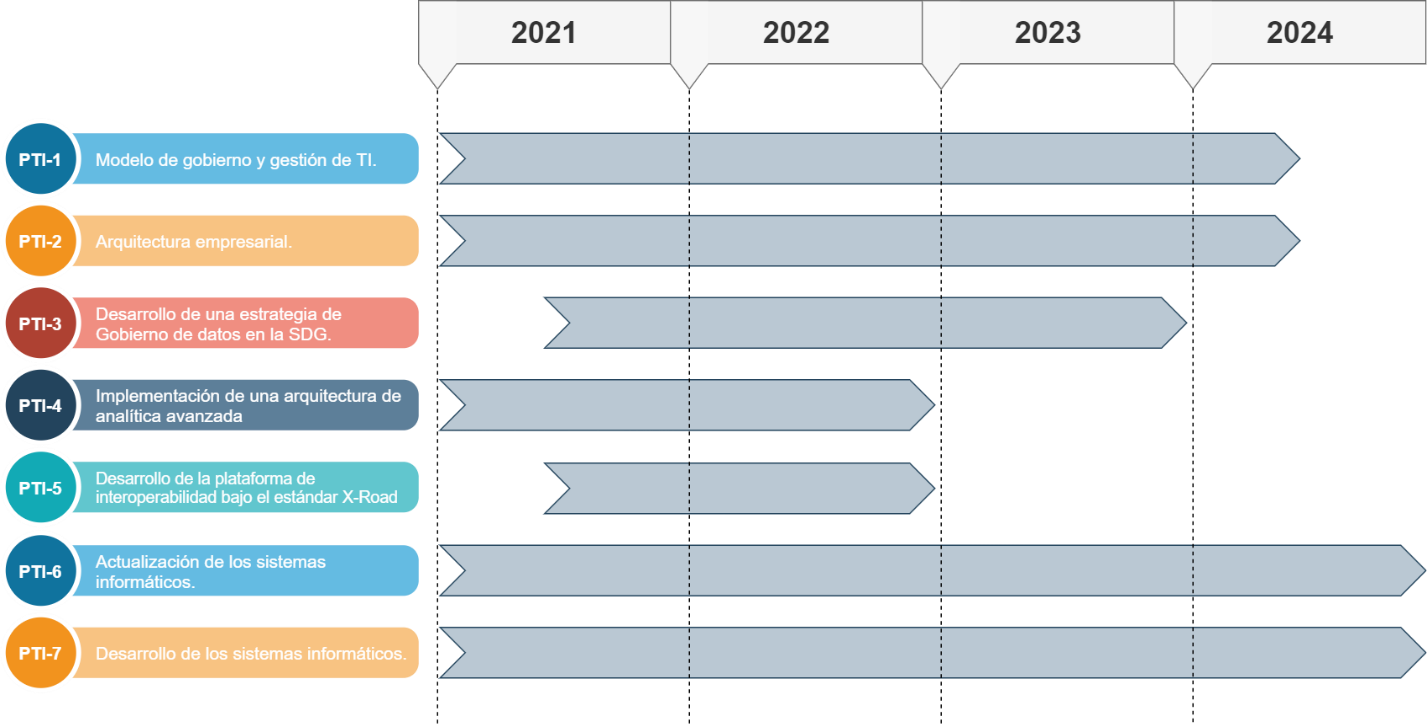 2021 2022 2023 2024
PTI-1
Modelo de gobierno y gestión de TI.
PTI-2
Arquitectura empresarial.
PTI-3
Desarrollo de una estrategia de
Gobierno de datos en la SDG.
PTI-4
Implementación de una arquitectura de
analítica avanzada
PTI-5
Desarrollo de la plataforma de
interoperabilidad bajo el estándar X-Road
PTI-6
Actualización de los sistemas
informáticos.
PTI-7
Desarrollo de los sistemas informáticos.